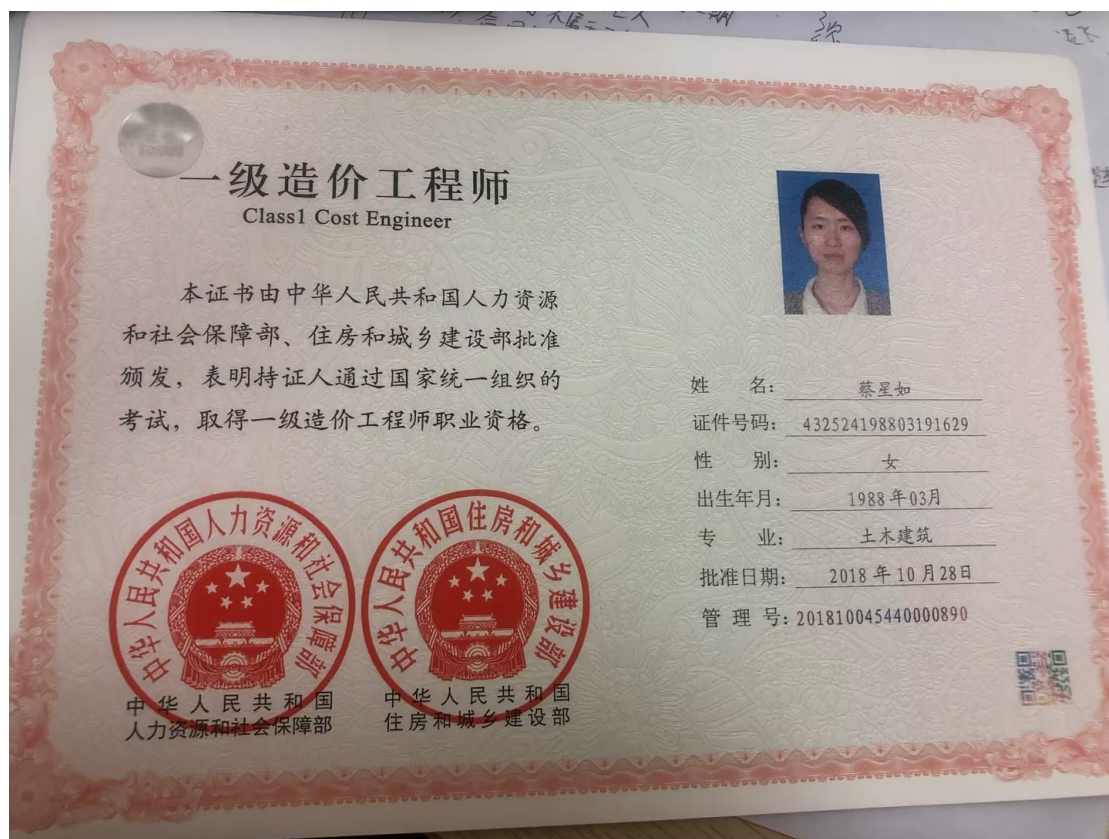 一级造价工程师
Class1 Cost Engineer
本证书由中华人民共和国人力资源
和社会保障部、住房和城乡建设部批准
颁发，表明持证人通过国家统一组织的
考试，取得一级造价工程师职业资格。
中华人民共和国人力资源和社会保障部
中华人民共和国
人力资源和社会保障部
中华人民共和国住房和城乡建设部
中华人民共和国
住房和城乡建设部
姓 名： 蔡星如
证件号码： 432524198803191629
性 别： 女
出生年月： 1988年03月
专 业： 土木建筑
批准日期： 2018年10月28日
管 理 号：201810045440000890